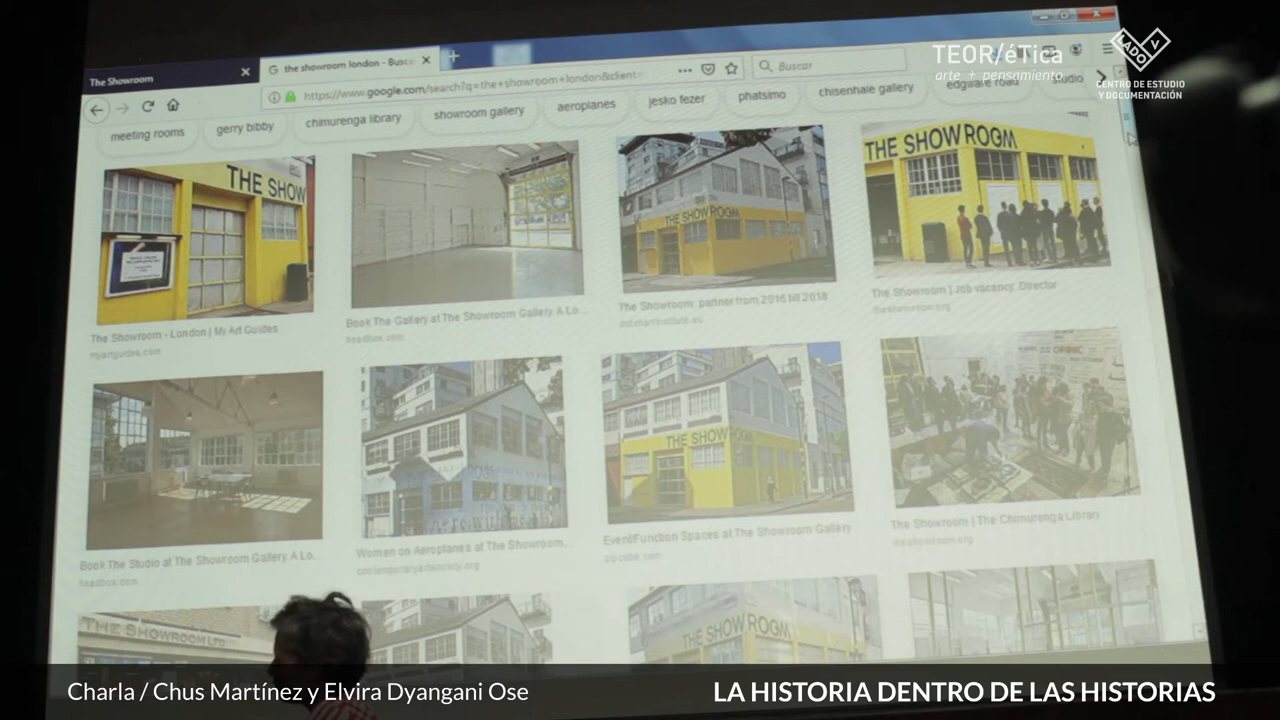 TEOR/éTica
arte + pensamiento
CENTRO DE ESTUDIO
Y DOCUMENTACIÓN
The Showroom
the showroom london - Busca
https://www.google.com/search?q=the+showroom+london&client=
Buscar
meeting rooms
gerry bibby
chimurenga library
showroom gallery
aeroplanes
jesko fezer
phatsimo
chisenhale gallery
edgware road
studio
THE SHOW
THE SHOWROOM
THE SHOWROOM
The Showroom - London | My Art Guides
myartguides.com
Book The Gallery at The Showroom Gallery. A Lo...
headbox.com
The Showroom: partner from 2016 till 2018
The Showroom | Job vacancy: Director
theshowroom.org
THE SHOWROOM
Book The Studio at The Showroom Gallery. A Lo...
headbox.com
Women on Aeroplanes at The Showroom...
contemporaryartsociety.org
Event/Function Spaces at The Showroom Gallery
zipcube.com
The Showroom | The Chimurenga Library
theshowroom.org
THE SHOWROOM LTD
THE SHOWROOM
Charla / Chus Martínez y Elvira Dyangani Ose
LA HISTORIA DENTRO DE LAS HISTORIAS